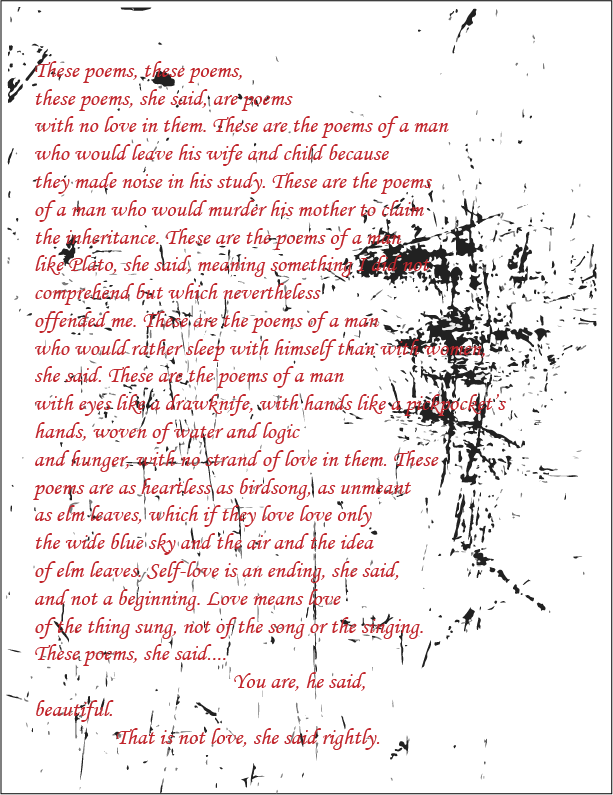 These poems, these poems,
these poems, she said, are poems
with no love in them. These are the poems of a man
who would leave his wife and child because
they made noise in his study. These are the poems
of a man who would murder his mother to claim
the inheritance. These are the poems of a man
like Plato, she said, meaning something I did not
comprehend but which nevertheless
offended me. These are the poems of a man
who would rather sleep with himself than with women,
she said. These are the poems of a man
with eyes like a drawknife, with hands like a pickpocket's
hands, woven of water and logic
and hunger, with no strand of love in them. These
poems are as heartless as birdsong, as unmeant
as elm leaves, which if they love love only
the wide blue sky and the air and the idea
of elm leaves. Self-love is an ending, she said,
and not a beginning. Love means love
of the thing sung, not of the song or the singing.
These poems, she said....
You are, he said,
beautiful.
That is not love, she said rightly.